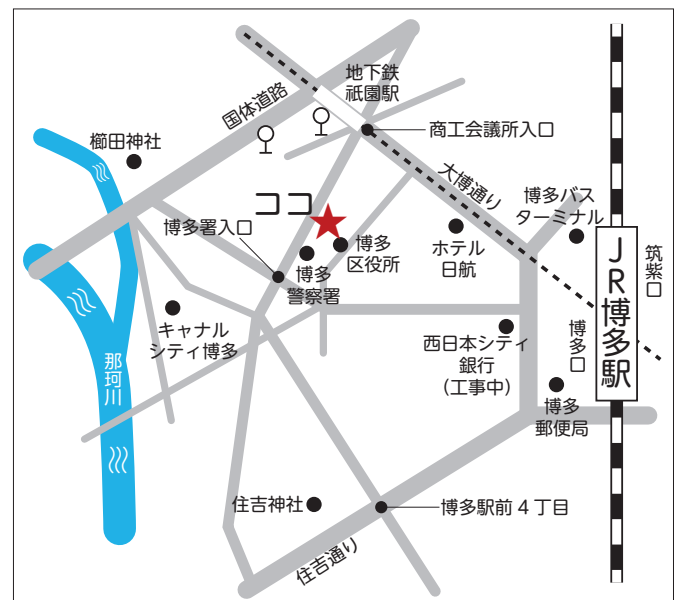 地下鉄
祇園駅
国体道路
商工会議所入口
櫛田神社
大博通り
博多バス
ターミナル
ココ
博多署入口
博多
区役所
ホテル
日航
筑紫口
JR博多駅
博多口
博多
警察署
キャナル
シティ博多
西日本シティ
銀行
（工事中）
那珂川
博多
郵便局
住吉神社
博多駅前4丁目
住吉通り